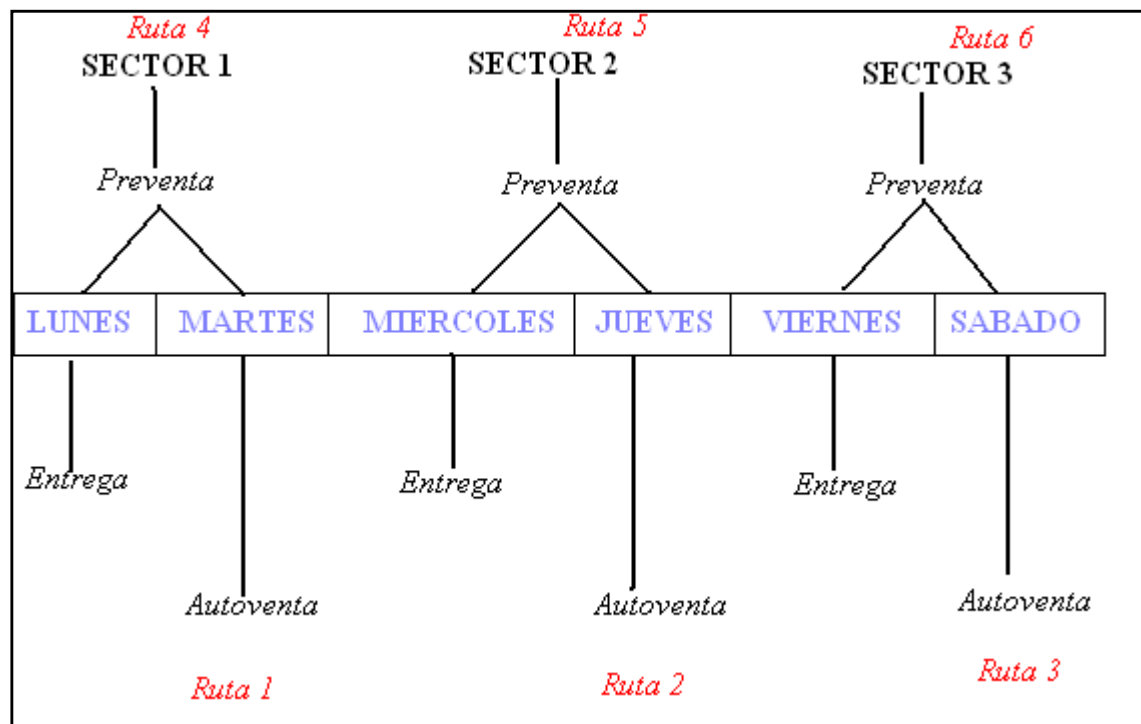 Ruta 4
Ruta 5
Ruta 6
SECTOR 1
SECTOR 2
SECTOR 3
Preventa
Preventa
Preventa
LUNES
MARTES
MIERCOLES
JUEVES
VIERNES
SABADO
Entrega
Entrega
Entrega
Autoventa
Autoventa
Autoventa
Ruta 1
Ruta 2
Ruta 3